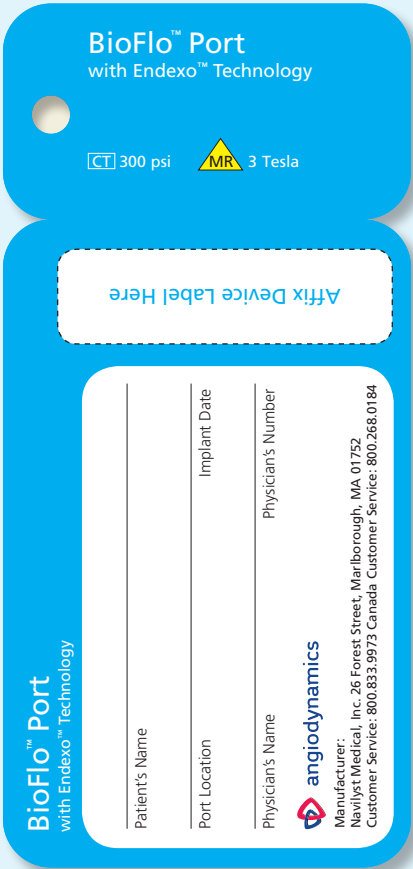 BioFlo™ Port
with Endexo™ Technology
CT 300 psi MR 3 Tesla
Affix Device Label Here
BioFlo™ Port
with Endexo™ Technology
Patient's Name
Port Location Implant Date
Physician's Name Physician's Number
angiodynamics
Manufacturer:
Navilyst Medical, Inc. 26 Forest Street, Marlborough, MA 01752
Customer Service: 800.833.9973 Canada Customer Service: 800.268.0184